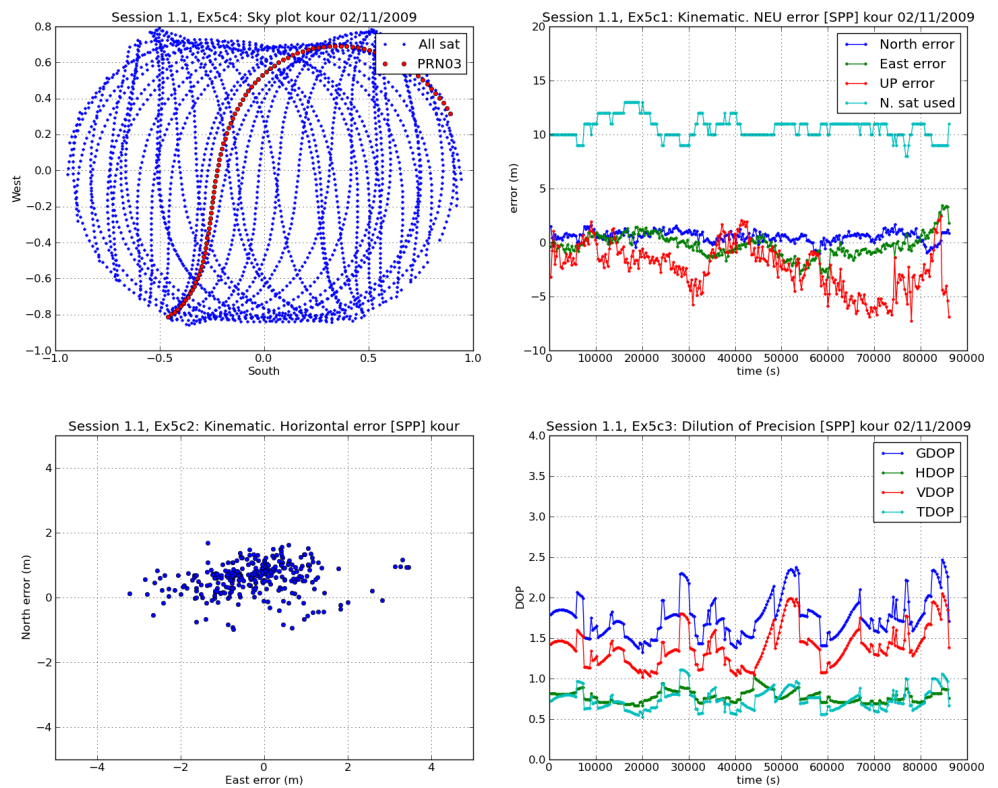 Session 1.1, Ex5c4: Sky plot kour 02/11/2009
All sat
PRN03
0.8
0.6
0.4
0.2
0.0
−0.2
−0.4
−0.6
−0.8
−1.0
West
−1.0
−0.5
0.0
0.5
1.0
South
Session 1.1, Ex5c1: Kinematic. NEU error [SPP] kour 02/11/2009
North error
East error
UP error
N. sat used
20
15
10
5
0
−5
−10
error (m)
0
10000
20000
30000
40000
50000
60000
70000
80000
90000
time (s)
Session 1.1, Ex5c2: Kinematic. Horizontal error [SPP] kour
4
2
0
−2
−4
North error (m)
−4
−2
0
2
4
East error (m)
Session 1.1, Ex5c3: Dilution of Precision [SPP] kour 02/11/2009
GDOP
HDOP
VDOP
TDOP
4.0
3.5
3.0
2.5
2.0
1.5
1.0
0.5
0.0
DOP
0
10000
20000
30000
40000
50000
60000
70000
80000
90000
time (s)